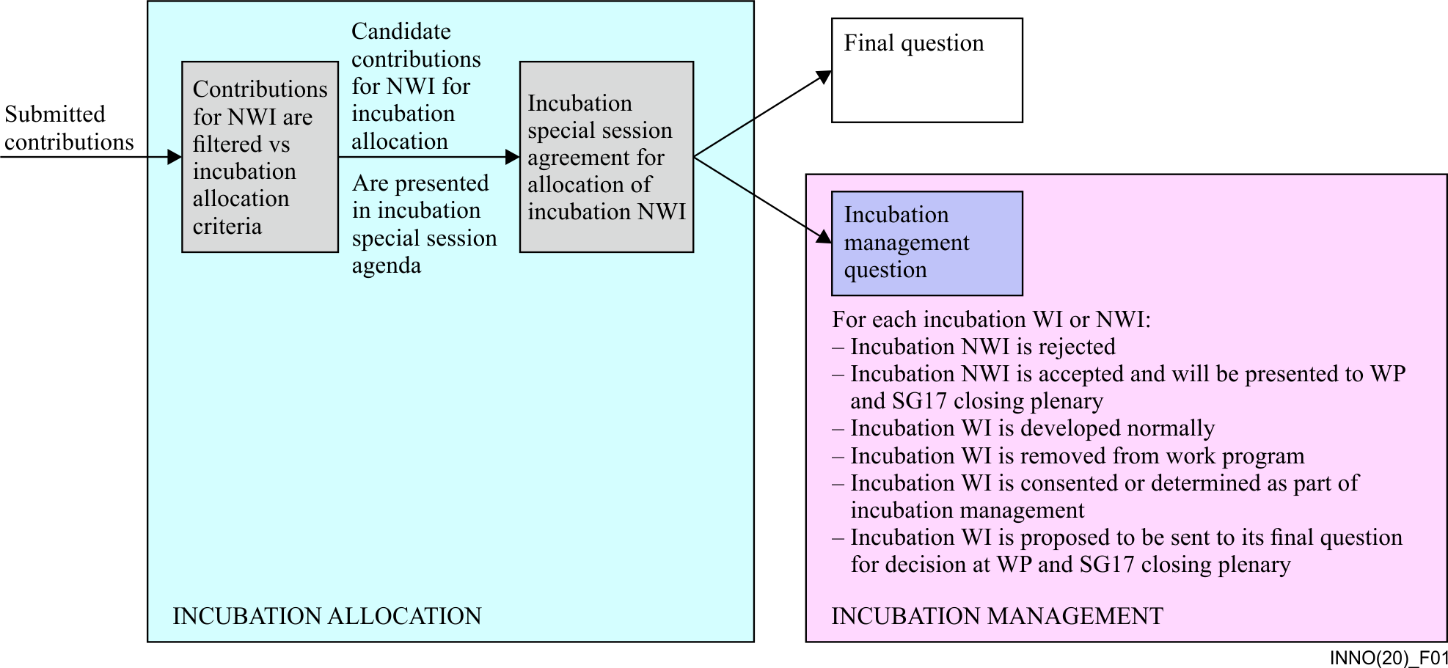 Submitted
contributions
Contributions
for NWI are
filtered vs
incubation
allocation
criteria
Candidate
contributions
for NWI for
incubation
allocation
Are presented
in incubation
special session
agenda
Incubation
special session
agreement for
allocation of
incubation NWI
INCUBATION ALLOCATION
Final question
Incubation
management
question
For each incubation WI or NWI:
– Incubation NWI is rejected
– Incubation NWI is accepted and will be presented to WP
and SG17 closing plenary
– Incubation WI is developed normally
– Incubation WI is removed from work program
– Incubation WI is consented or determined as part of
incubation management
– Incubation WI is proposed to be sent to its final question
for decision at WP and SG17 closing plenary
INCUBATION MANAGEMENT
INNO(20)_F01